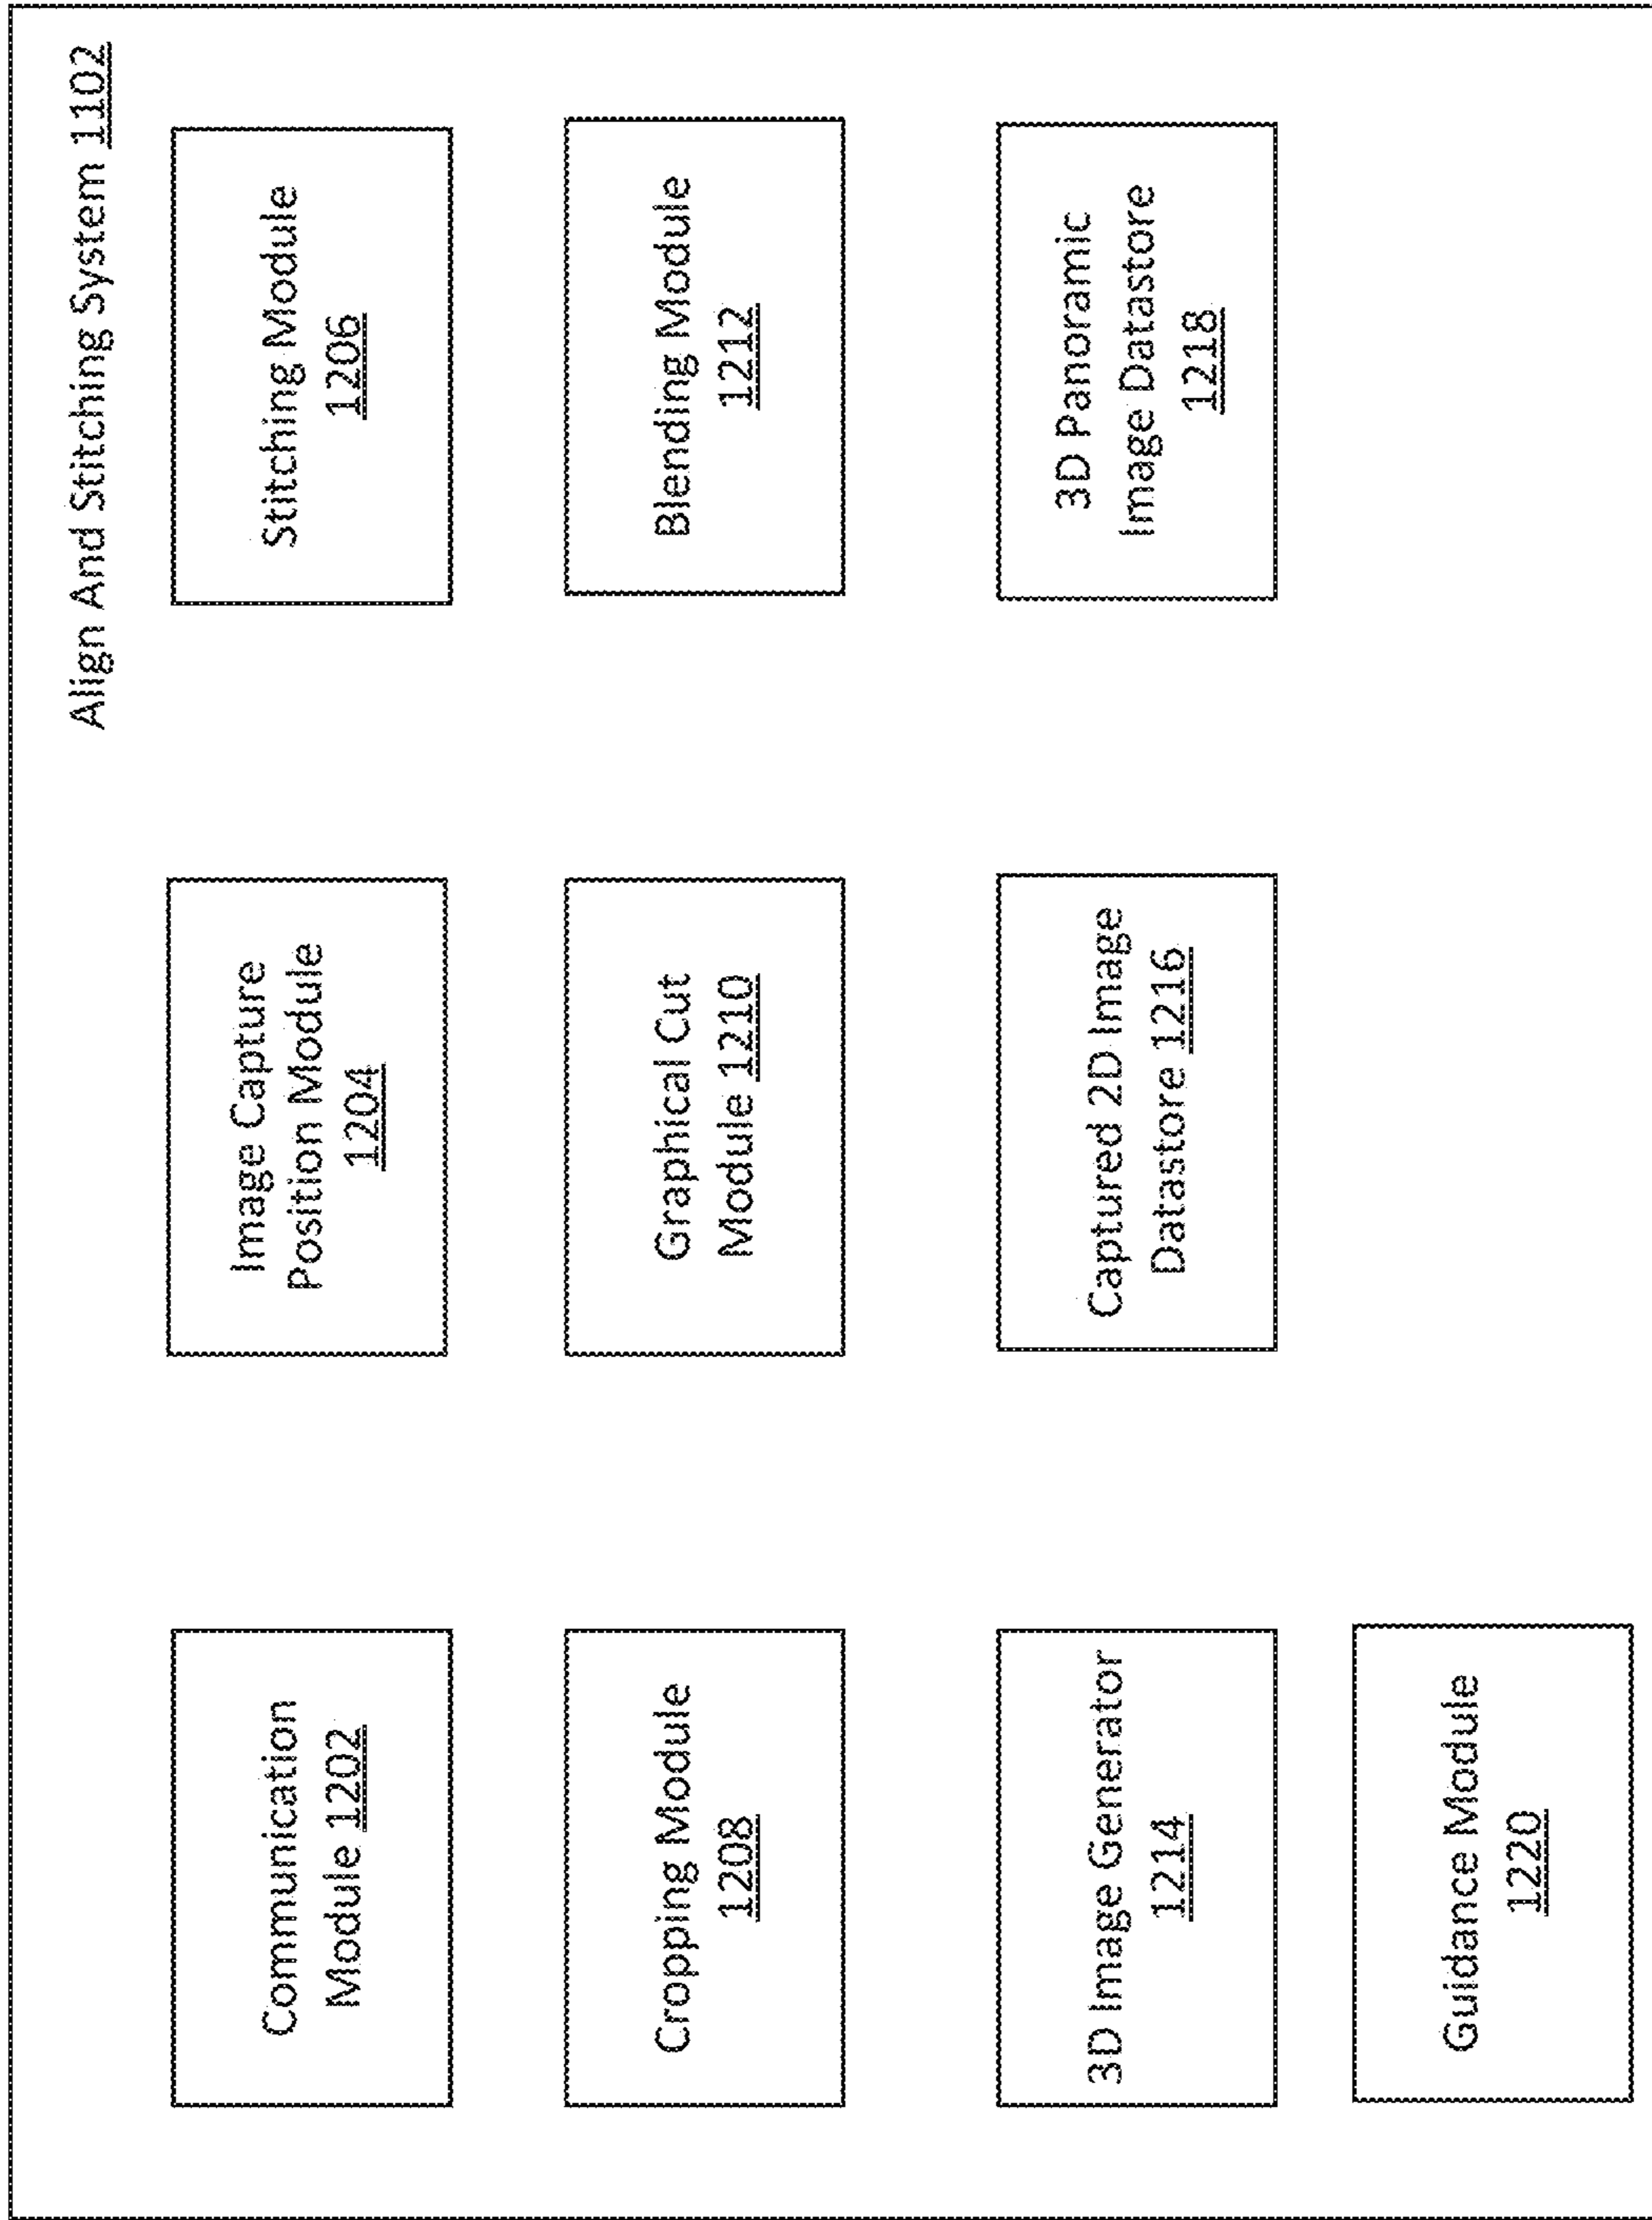 Align And Stitching System 1102
Communication
Module 1202
Image Capture
Position Module
1204
Stitching Module
1206
Cropping Module
1208
Graphical Cut
Module 1210
Blending Module
1212
3D Image Generator
1214
Captured 2D Image
Datastore 1216
3D Panoramic
Image Datastore
1218
Guidance Module
1220